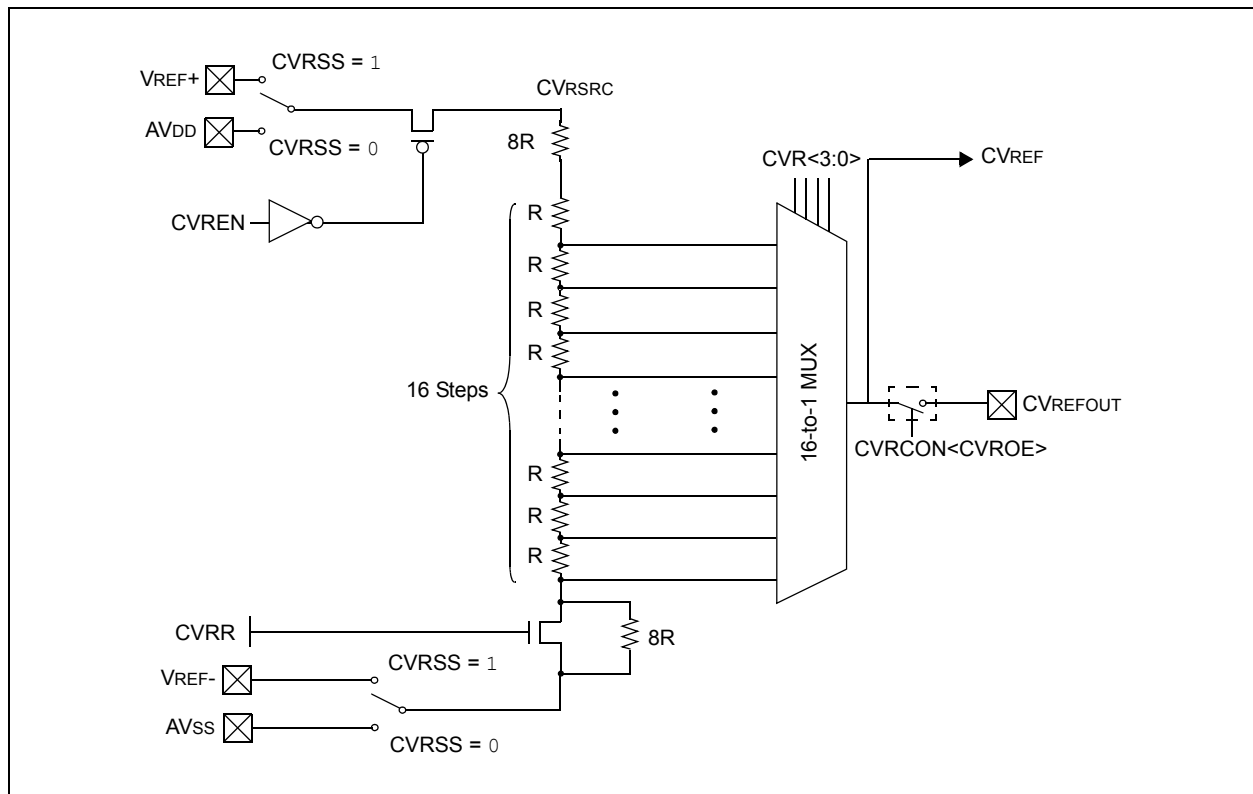 CVRSS = 1
VREF+
CVRSRC
AVDD
8R
CVRSS = 0
CVR<3:0>
CVREF
CVREN
R
R
R
R
16 Steps
16-to-1 MUX
CVREFOUT
CVRCON<CVROE>
R
R
R
CVRR
8R
CVRSS = 1
VREF-
AVSS
CVRSS = 0